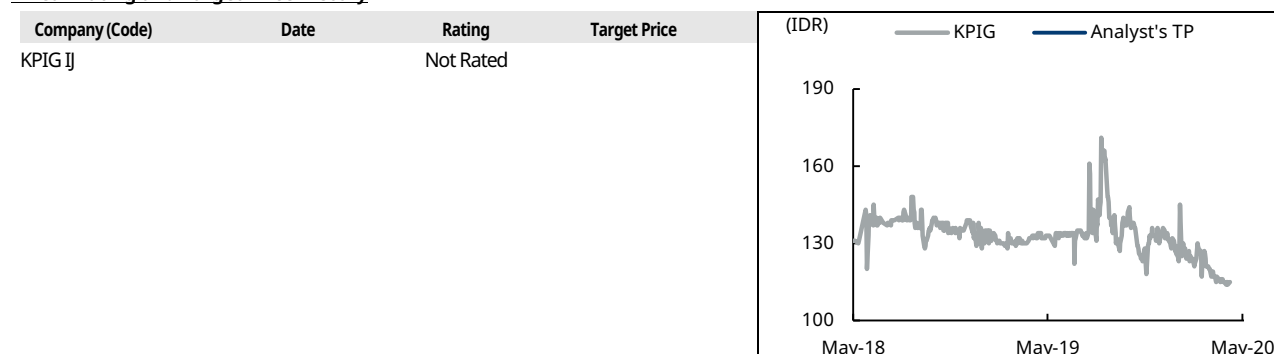 Company (Code) Date Rating Target Price
KPIG IJ Not Rated
(IDR)
KPIG Analyst's TP
190
160
130
100
May-18 May-19 May-20